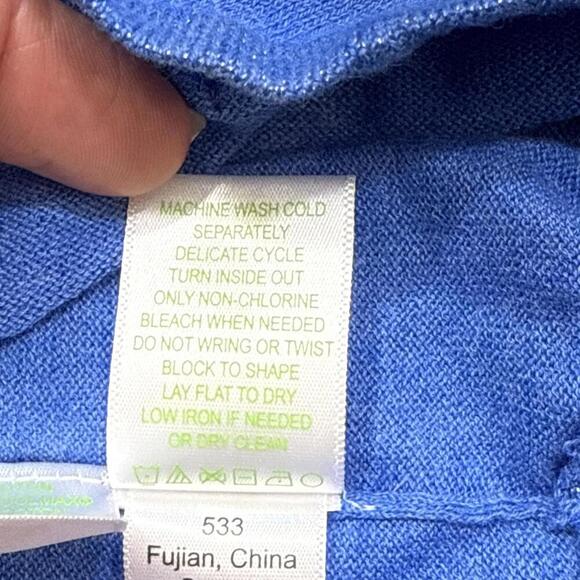 MACHINE WASH COLD
SEPARATELY
DELICATE CYCLE
TURN INSIDE OUT
ONLY NON-CHLORINE
BLEACH WHEN NEEDED
DO NOT WRING OR TWIST
BLOCK TO SHAPE
LAY FLAT TO DRY
LOW IRON IF NEEDED
OR DRY CLEAN
533
Fujian, China